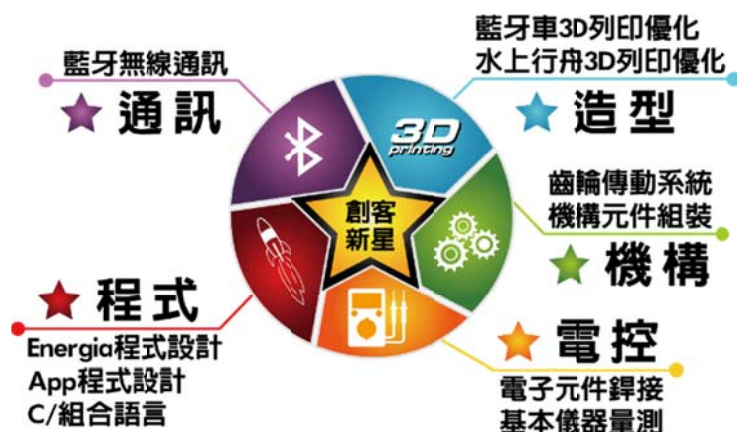 藍牙無線通訊
通訊
藍牙車3D列印優化
水上行舟3D列印優化
造型
3D
printing
創客
新星
齒輪傳動系統
機構元件組裝
機構
程式
Energia程式設計
App程式設計
C/組合語言
電控
電子元件銲接
基本儀器量測